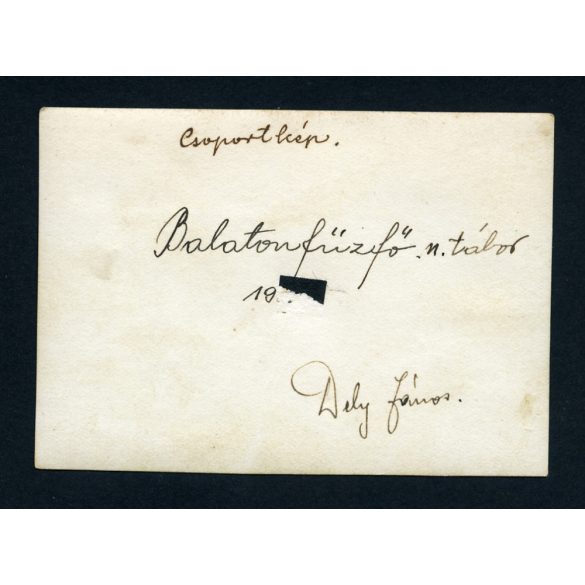 Csoportkép.
Balatonfűzfő. n. tábor
19
Dely János.